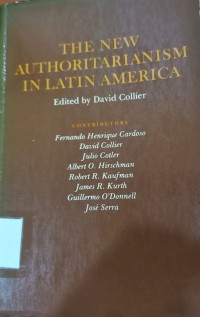 THE NEW
AUTHORITARIANISM
IN LATIN AMERICA
Edited by David Collier
CONTRIBUTORS
Fernando Henrique Cardoso
David Collier
Julio Cotler
Albert O. Hirschman
Robert R. Kaufman
James R. Kurth
Guillermo O'Donnell
José Serra